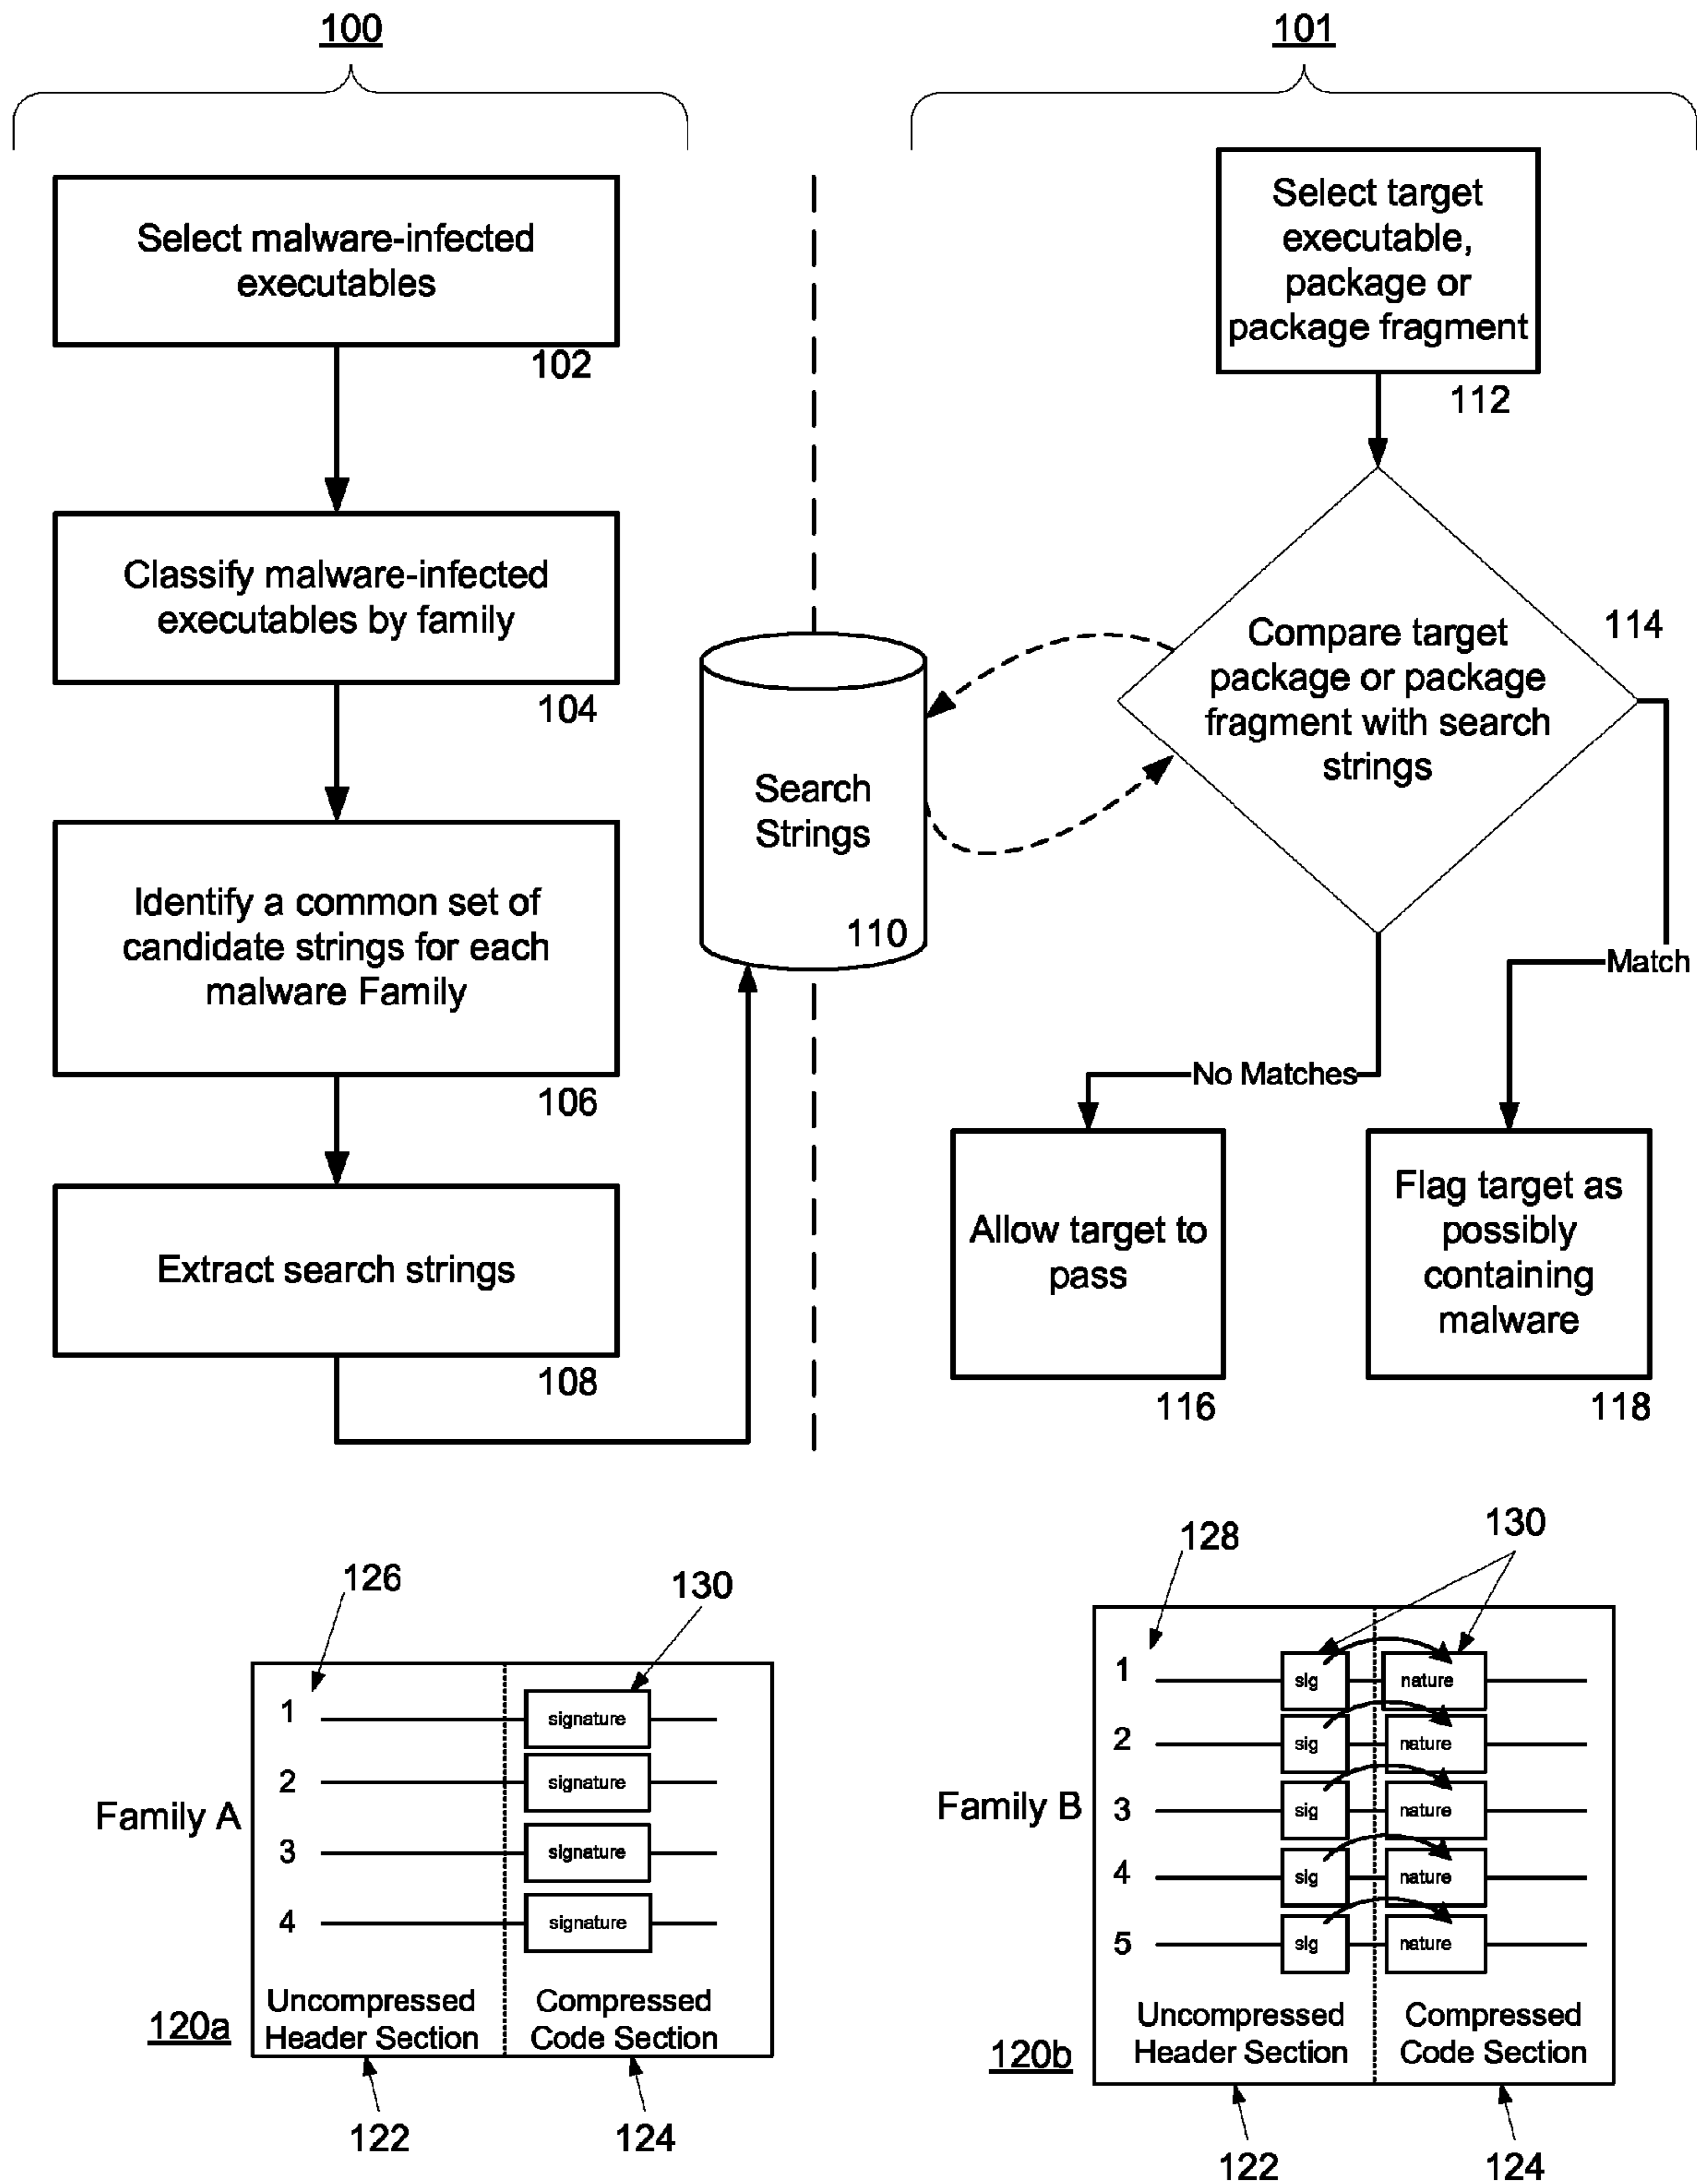 100
101
Select malware-infected
executables
102
Classify malware-infected
executables by family
104
Identify a common set of
candidate strings for each
malware Family
106
Extract search strings
108
Search
Strings
110
Select target
executable,
package or
package fragment
112
Compare target
package or package
fragment with search
strings
114
Match
No Matches
Allow target to
pass
116
Flag target as
possibly
containing
malware
118
126
130
Family A
1
signature
2
signature
3
signature
4
signature
Uncompressed
Header Section
Compressed
Code Section
120a
122
124
128
130
Family B
1
sig
nature
2
sig
nature
3
sig
nature
4
sig
nature
5
sig
nature
Uncompressed
Header Section
Compressed
Code Section
120b
122
124